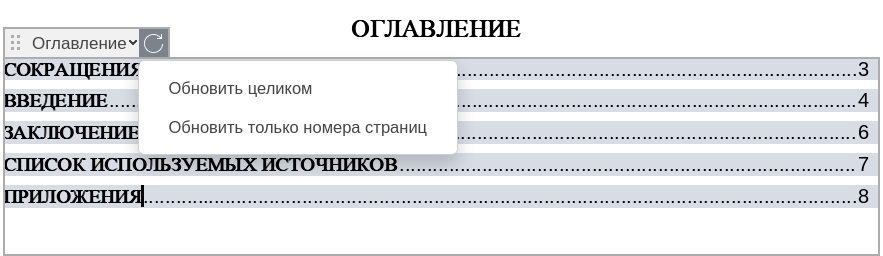 ОГЛАВЛЕНИЕ
Оглавление
СОКРАЩЕНИЯ 3
Обновить целиком
ВВЕДЕНИЕ 4
Обновить только номера страниц
ЗАКЛЮЧЕНИЕ 6
СПИСОК ИСПОЛЬЗУЕМЫХ ИСТОЧНИКОВ 7
ПРИЛОЖЕНИЯ 8